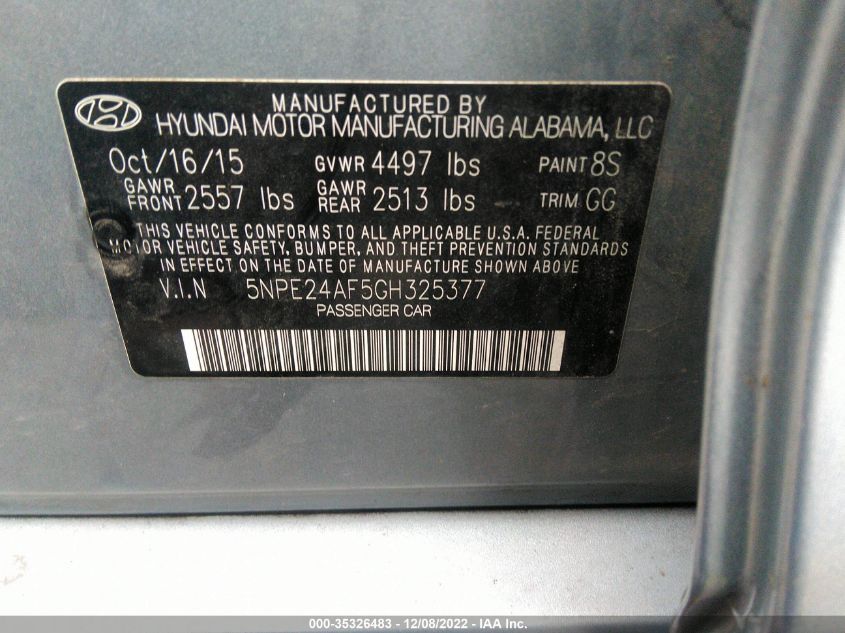 MANUFACTURED BY
HYUNDAI MOTOR MANUFACTURING ALABAMA, LLC
Oct/16/15 GVWR 4497 lbs PAINT 8S
GAWR FRONT 2557 lbs GAWR REAR 2513 lbs TRIM GG
THIS VEHICLE CONFORMS TO ALL APPLICABLE U.S.A. FEDERAL
MOTOR VEHICLE SAFETY, BUMPER, AND THEFT PREVENTION STANDARDS
IN EFFECT ON THE DATE OF MANUFACTURE SHOWN ABOVE
V.I.N 5NPE24AF5GH325377
PASSENGER CAR
000-35326483 - 12/08/2022 - IAA Inc.